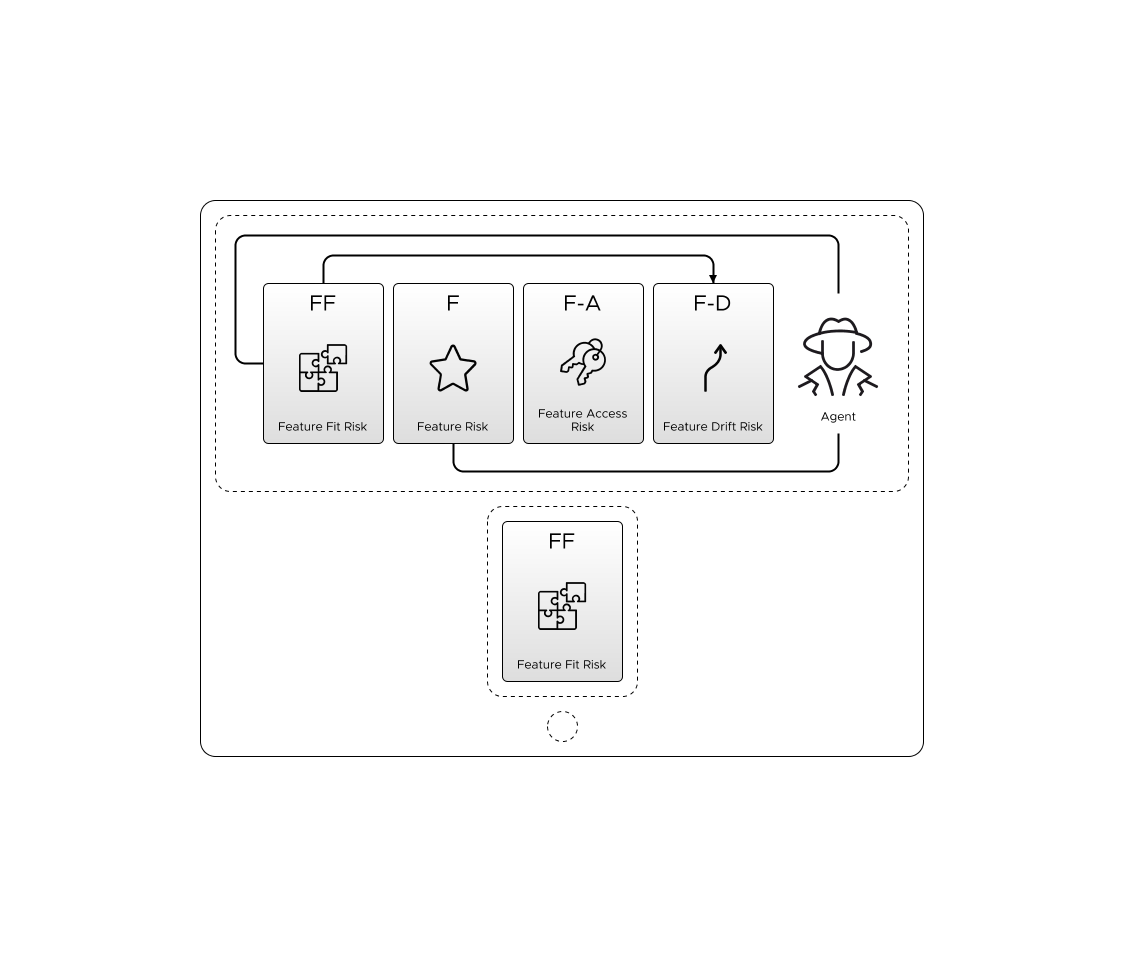 FF
Feature Fit Risk
F
Feature Risk
F-A
Feature Access
Risk
F-D
Feature Drift Risk
Agent
FF
Feature Fit Risk